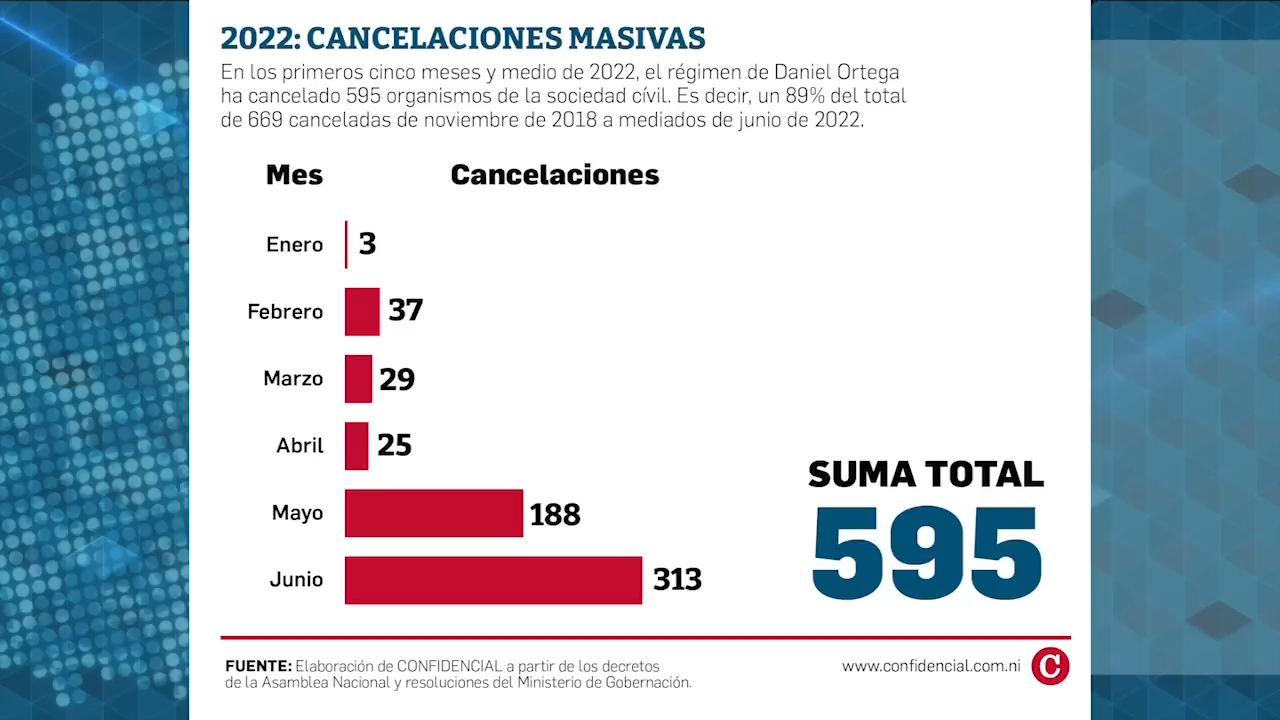 2022: CANCELACIONES MASIVAS
En los primeros cinco meses y medio de 2022, el régimen de Daniel Ortega
ha cancelado 595 organismos de la sociedad cívil. Es decir, un 89% del total
de 669 canceladas de noviembre de 2018 a mediados de junio de 2022.
Mes Cancelaciones
Enero 3
Febrero 37
Marzo 29
Abril 25
Mayo 188
Junio 313
SUMA TOTAL
595
FUENTE: Elaboración de CONFIDENCIAL a partir de los decretos
de la Asamblea Nacional y resoluciones del Ministerio de Gobernación.
www.confidencial.com.ni C